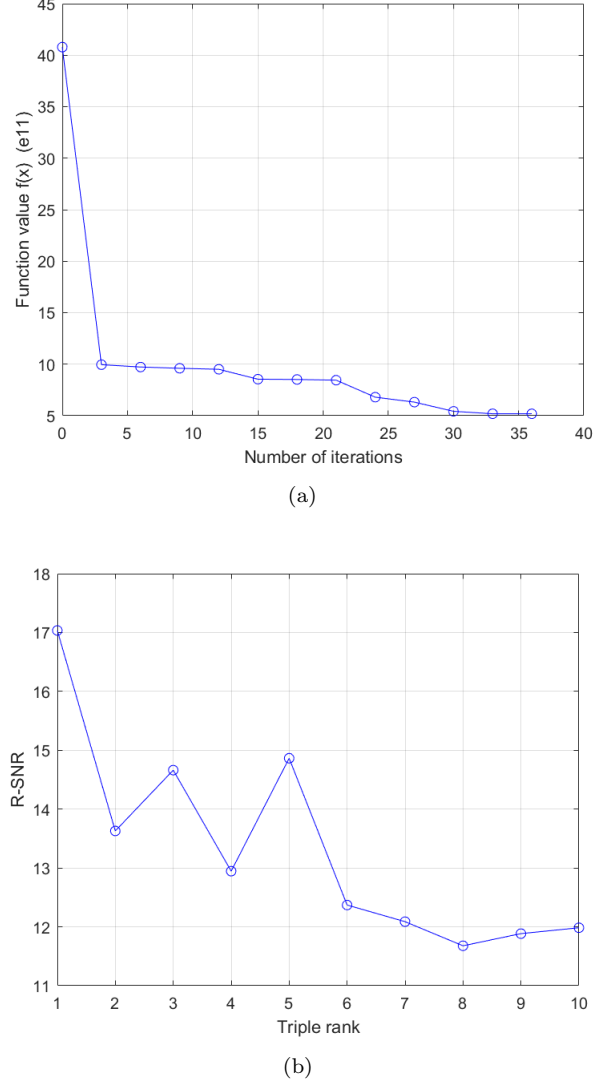 45
40
35
30
25
20
15
10
5
Function value f(x) (e11)
0 5 10 15 20 25 30 35 40
Number of iterations
(a)
18
17
16
15
14
13
12
11
R-SNR
1 2 3 4 5 6 7 8 9 10
Triple rank
(b)